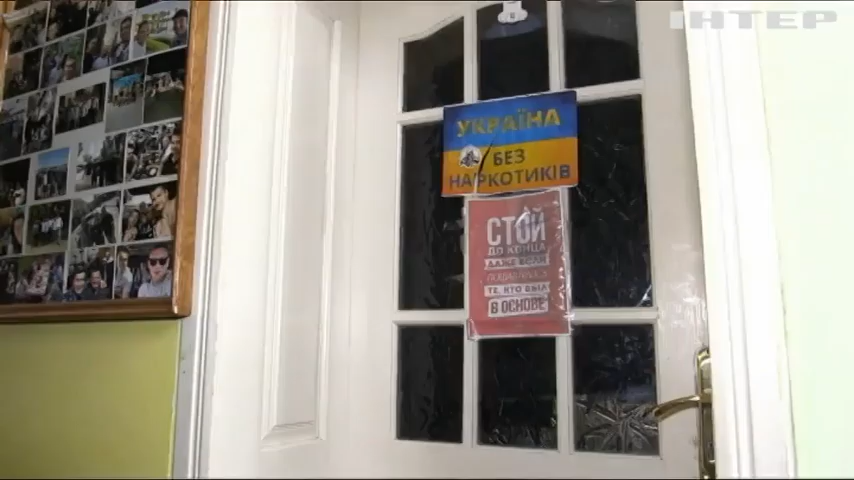 ІНТЕР
УКРАЇНА
БЕЗ
НАРКОТИКІВ
СТОЙ
ДО КОНЦА
ДАЖЕ ЕСЛИ
ТЕ, КТО БЫЛ
В ОСНОВЕ